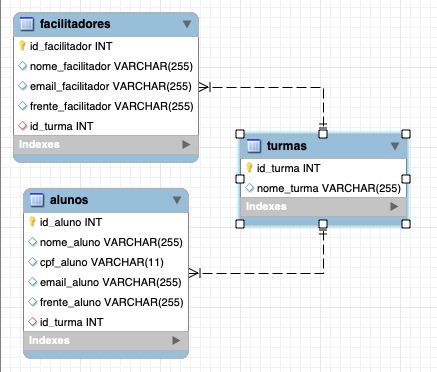 facilitadores
id_facilitador INT
nome_facilitador VARCHAR(255)
email_facilitador VARCHAR(255)
frente_facilitador VARCHAR(255)
id_turma INT
Indexes
turmas
id_turma INT
nome_turma VARCHAR(255)
Indexes
alunos
id_aluno INT
nome_aluno VARCHAR(255)
cpf_aluno VARCHAR(11)
email_aluno VARCHAR(255)
frente_aluno VARCHAR(255)
id_turma INT
Indexes